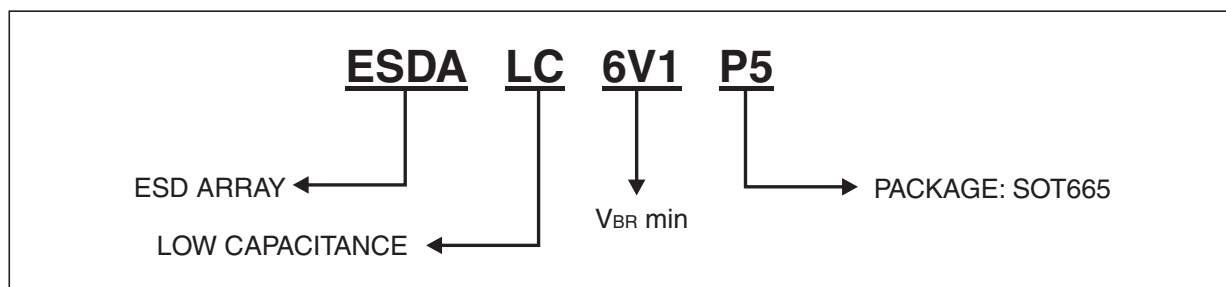 ESDA LC 6V1 P5
ESD ARRAY
PACKAGE: SOT665
VBR min
LOW CAPACITANCE